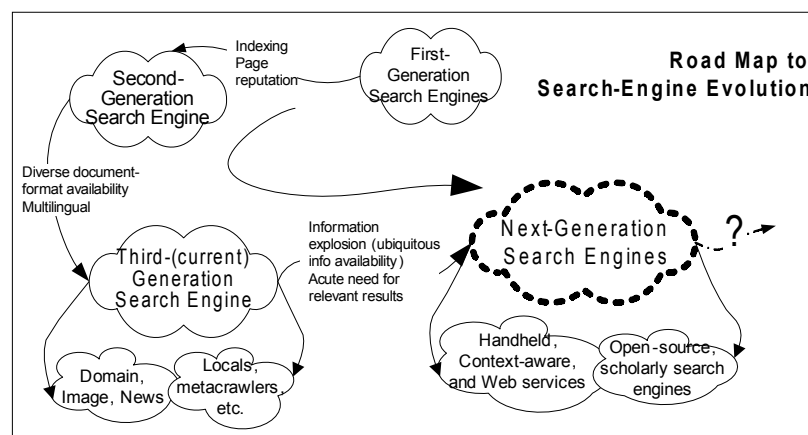 Road Map to
Search-Engine Evolution
First-
Generation
Search Engines
Indexing
Page
reputation
Second-
Generation
Search Engine
Diverse document-
format availability
Multilingual
Third-(current)
Generation
Search Engine
Domain,
Image, News
Locals,
metacrawlers,
etc.
Information
explosion (ubiquitous
info availability)
Acute need for
relevant results
Next-Generation
Search Engines
?
Handheld,
Context-aware,
and Web services
Open-source,
scholarly search
engines